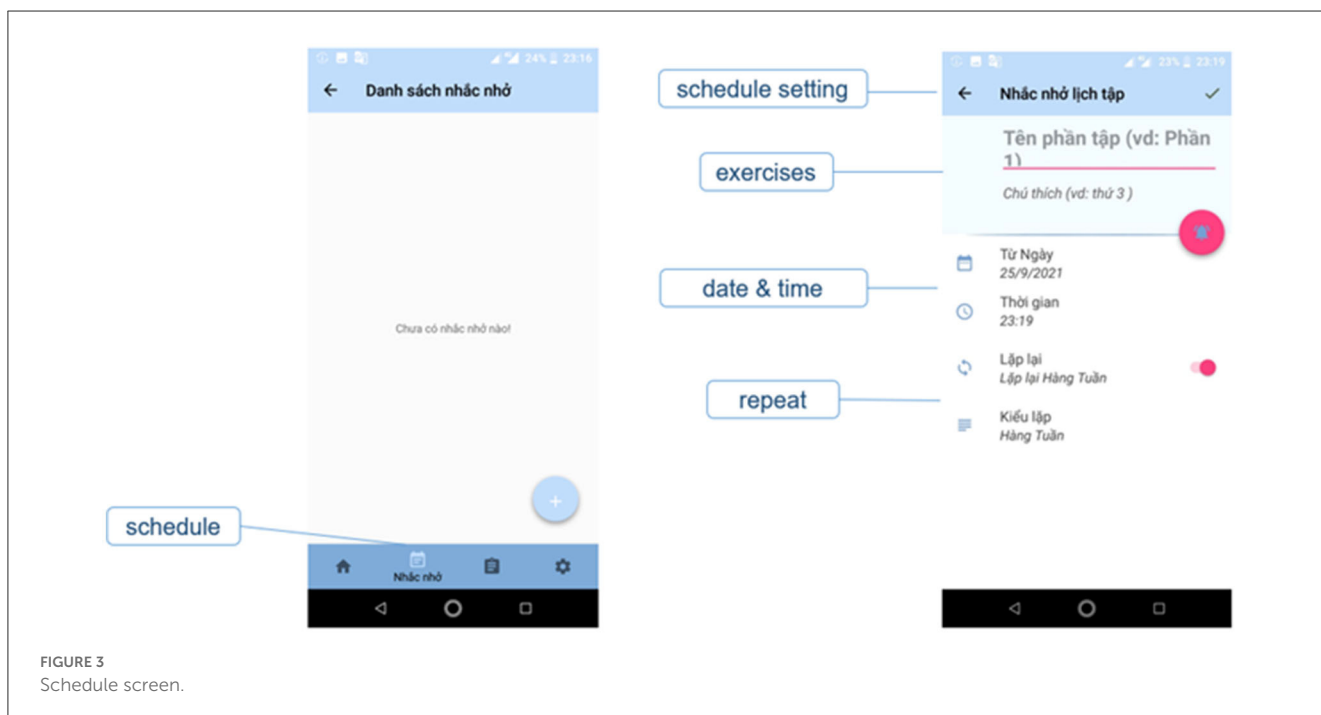 24% 23:16
Danh sách nhắc nhở
Chưa có nhắc nhở nào!
+
schedule
Nhắc nhở
schedule setting
exercises
date & time
repeat
23% 23:19
Nhắc nhở lịch tập
Tên phần tập (vd: Phần
1)
Chú thích (vd: thứ 3 )
Từ Ngày
25/9/2021
Thời gian
23:19
Lặp lại
Lặp lại Hàng Tuần
Kiểu lặp
Hàng Tuần
FIGURE 3
Schedule screen.